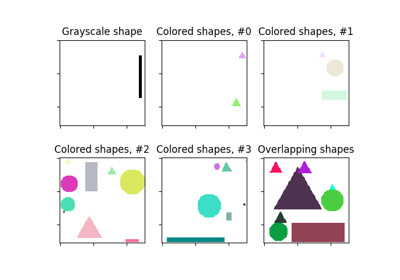 Grayscale shape
Colored shapes, #0
Colored shapes, #1
Colored shapes, #2
Colored shapes, #3
Overlapping shapes